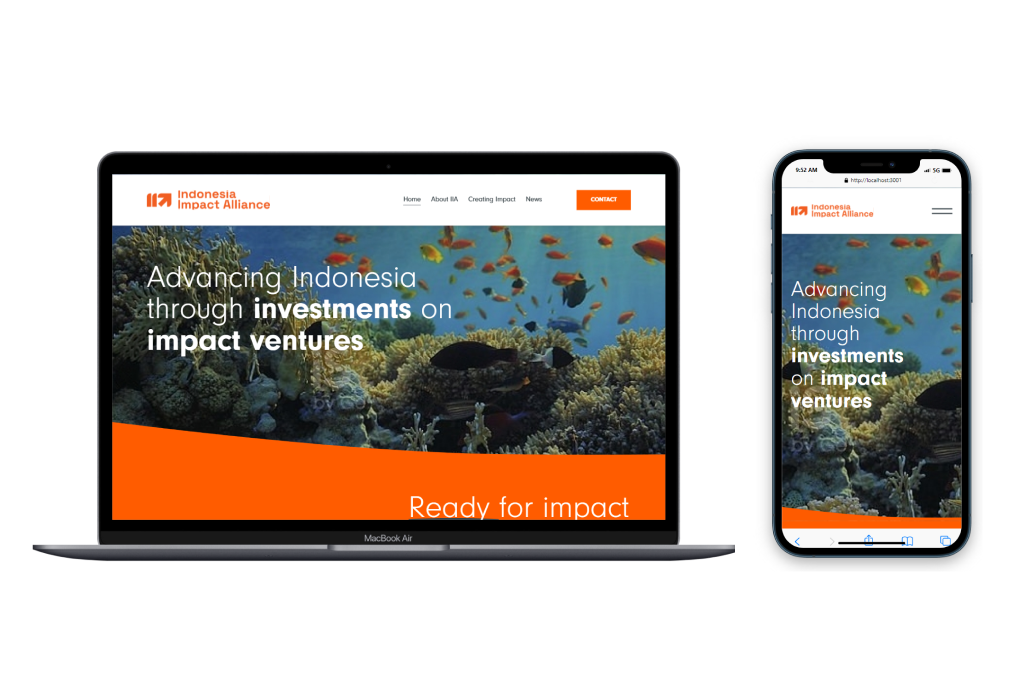 Indonesia
Impact Alliance
Home About IIA Creating Impact News CONTACT
Advancing Indonesia
through investments on
impact ventures
Ready for impact
MacBook Air
9:52 AM 5G
http://localhost:3001
Indonesia
Impact Alliance
Advancing
Indonesia
through
investments
on impact
ventures